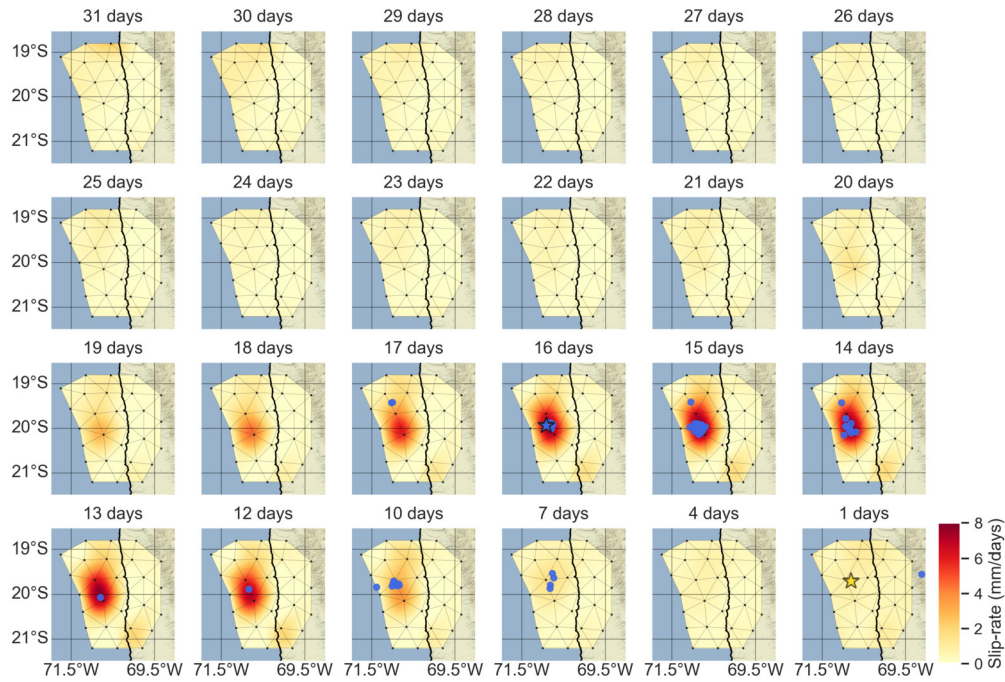 31 days 30 days 29 days 28 days 27 days 26 days
19°S
20°S
21°S
25 days 24 days 23 days 22 days 21 days 20 days
19°S
20°S
21°S
19 days 18 days 17 days 16 days 15 days 14 days
19°S
20°S
21°S
13 days 12 days 10 days 7 days 4 days 1 days
19°S
20°S
21°S
71.5°W 69.5°W 71.5°W 69.5°W 71.5°W 69.5°W 71.5°W 69.5°W 71.5°W 69.5°W 71.5°W 69.5°W
8
6
4
2
0
Slip-rate (mm/days)